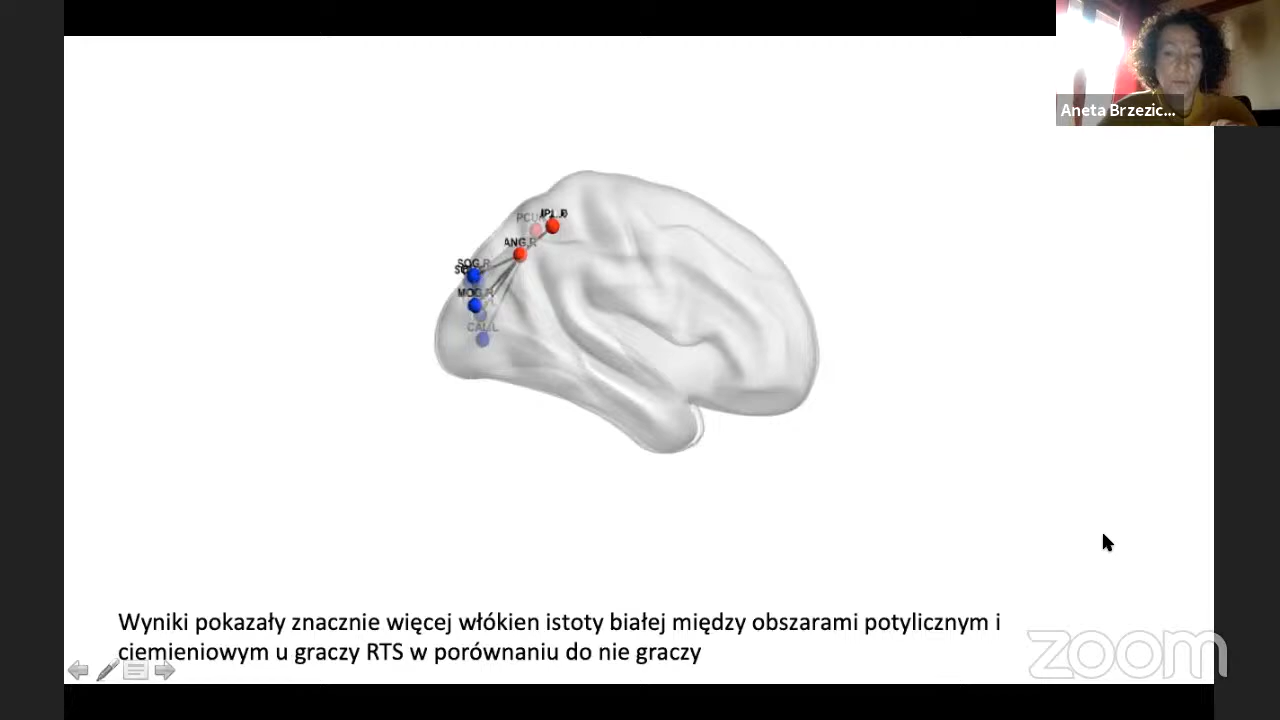 Aneta Brzezic...
PCU
IPL.R
ANG.R
SOG.R
MOG.R
CAL.L
Wyniki pokazały znacznie więcej włókien istoty białej między obszarami potylicznym i
ciemieniowym u graczy RTS w porównaniu do nie graczy
zoom